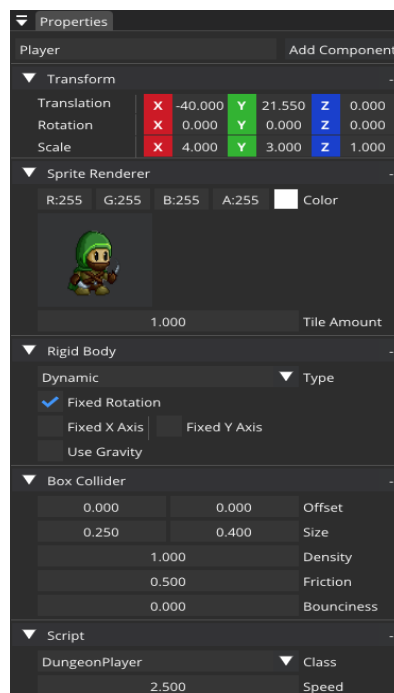 Properties
Player Add Component
Transform -
Translation X -40.000 Y 21.550 Z 0.000
Rotation X 0.000 Y 0.000 Z 0.000
Scale X 4.000 Y 3.000 Z 1.000
Sprite Renderer -
R:255 G:255 B:255 A:255 Color
1.000 Tile Amount
Rigid Body -
Dynamic Type
Fixed Rotation
Fixed X Axis Fixed Y Axis
Use Gravity
Box Collider -
0.000 0.000 Offset
0.250 0.400 Size
1.000 Density
0.500 Friction
0.000 Bounciness
Script -
DungeonPlayer Class
2.500 Speed